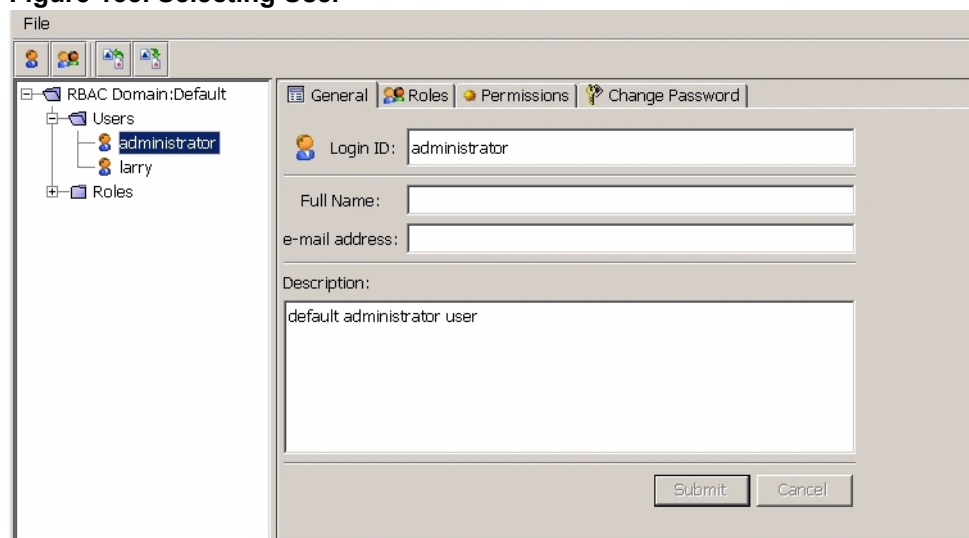 File
RBAC Domain:Default
Users
administrator
larry
Roles
General Roles Permissions Change Password
Login ID: administrator
Full Name:
e-mail address:
Description:
default administrator user
Submit Cancel